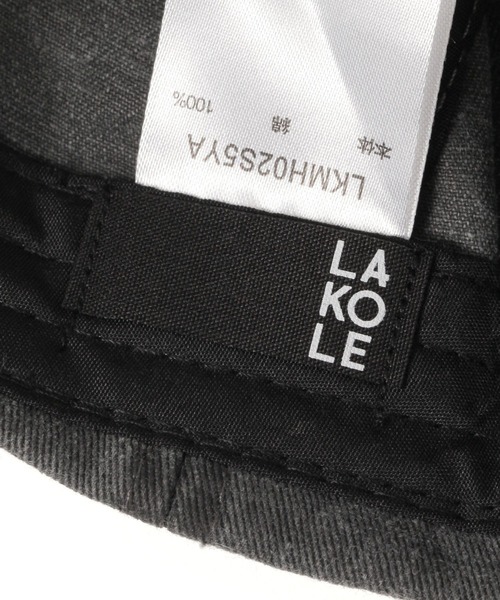 LKMH02S5YA
本体 綿 100%
LA
KO
LE